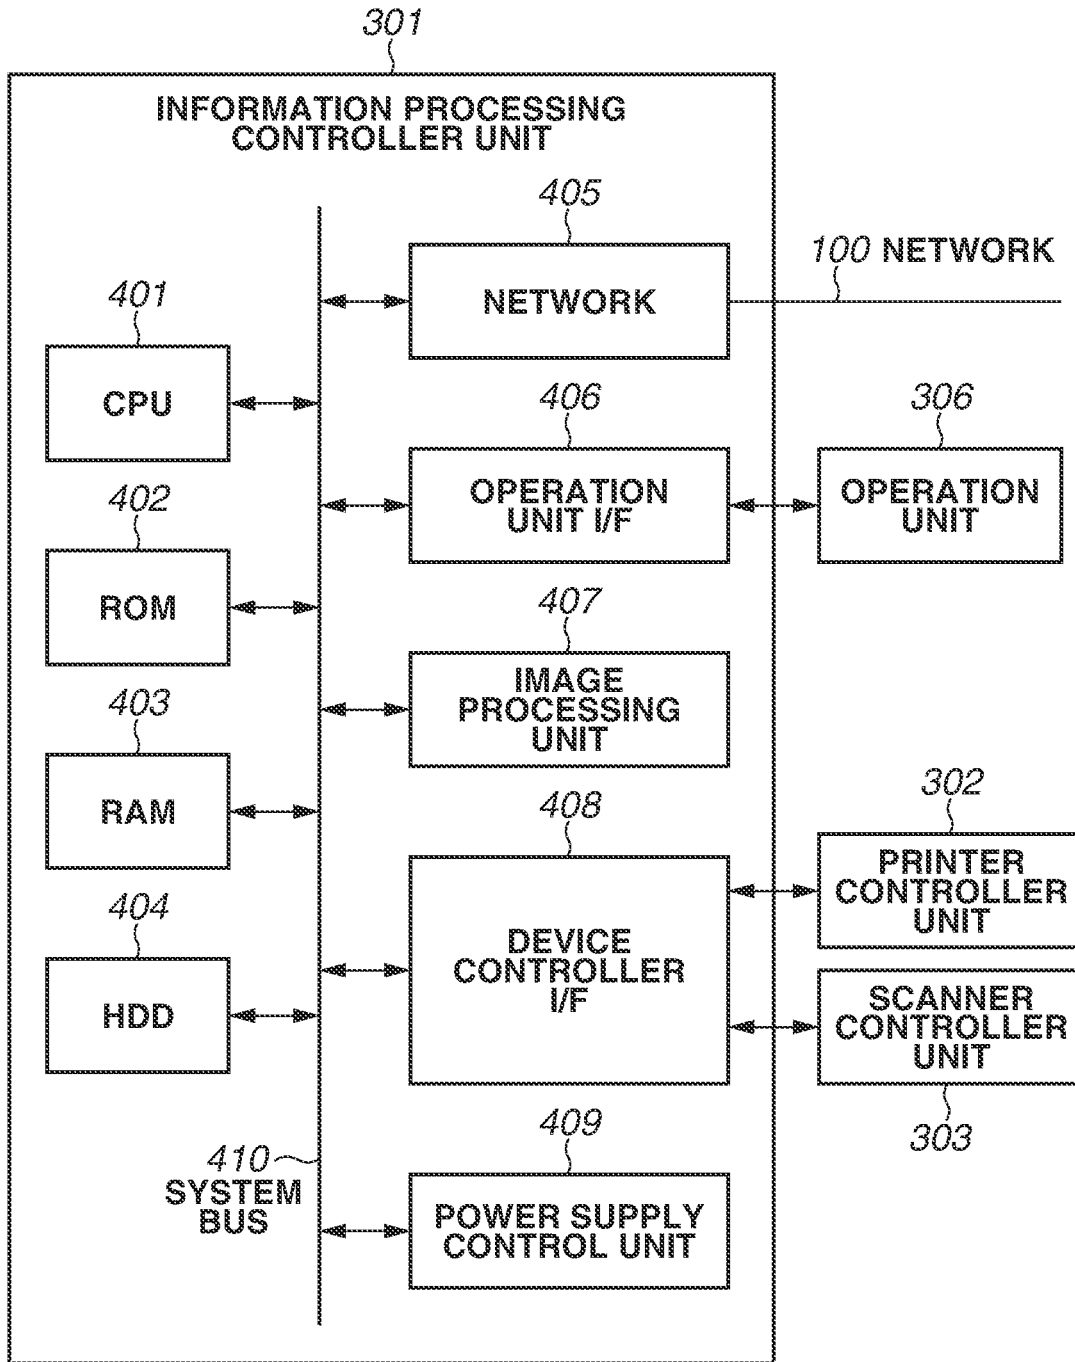 301
INFORMATION PROCESSING
CONTROLLER UNIT
405
NETWORK
100 NETWORK
401
CPU
406
OPERATION
UNIT I/F
306
OPERATION
UNIT
402
ROM
407
IMAGE
PROCESSING
UNIT
403
RAM
408
DEVICE
CONTROLLER
I/F
302
PRINTER
CONTROLLER
UNIT
404
HDD
SCANNER
CONTROLLER
UNIT
303
409
POWER SUPPLY
CONTROL UNIT
410
SYSTEM
BUS